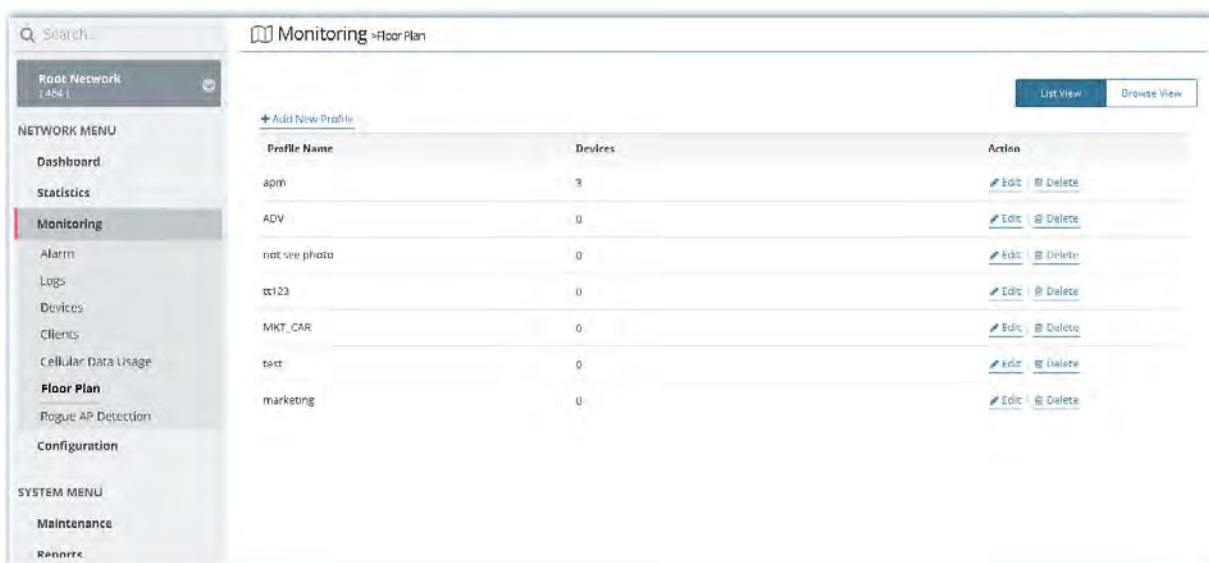 Search...
Monitoring >Floor Plan
Root Network
[ 464 ]
List View Browse View
+ Add New Profile
NETWORK MENU
Profile Name Devices Action
Dashboard
apm 3 Edit | Delete
Statistics
ADV 0 Edit | Delete
Monitoring
Alarm
not see photo 0 Edit | Delete
Logs
tt123 0 Edit | Delete
Devices
Clients
MKT_CAR 0 Edit | Delete
Cellular Data Usage
test 0 Edit | Delete
Floor Plan
marketing 0 Edit | Delete
Rogue AP Detection
Configuration
SYSTEM MENU
Maintenance
Reports